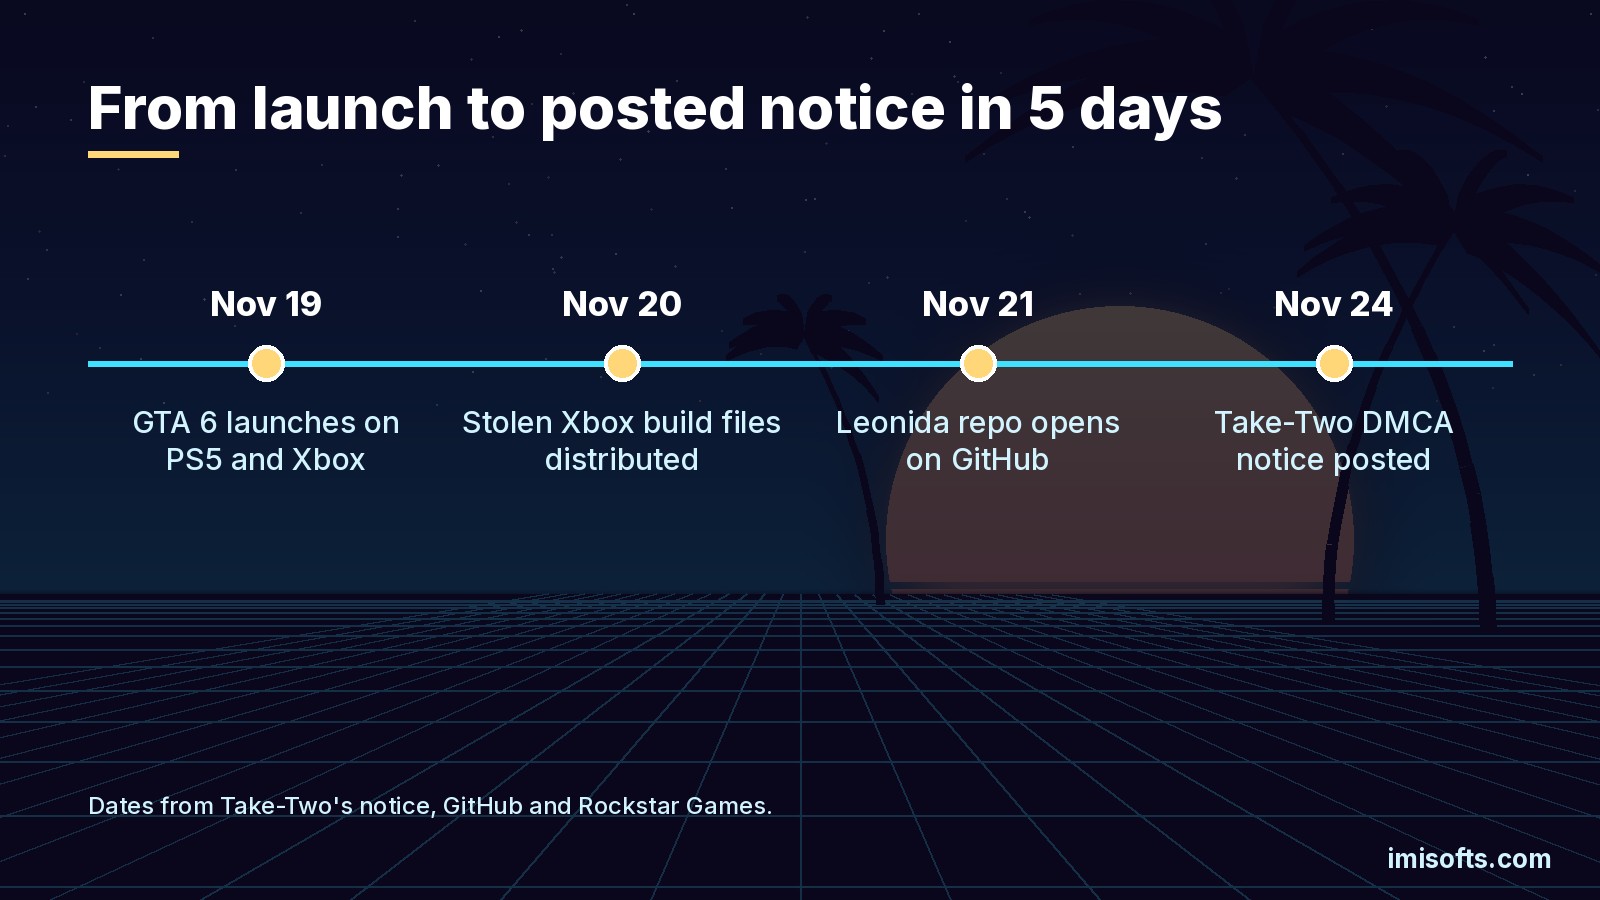 From launch to posted notice in 5 days
Nov 19
Nov 20
Nov 21
Nov 24
GTA 6 launches on
PS5 and Xbox
Stolen Xbox build files
distributed
Leonida repo opens
on GitHub
Take-Two DMCA
notice posted
Dates from Take-Two's notice, GitHub and Rockstar Games.
imisofts.com